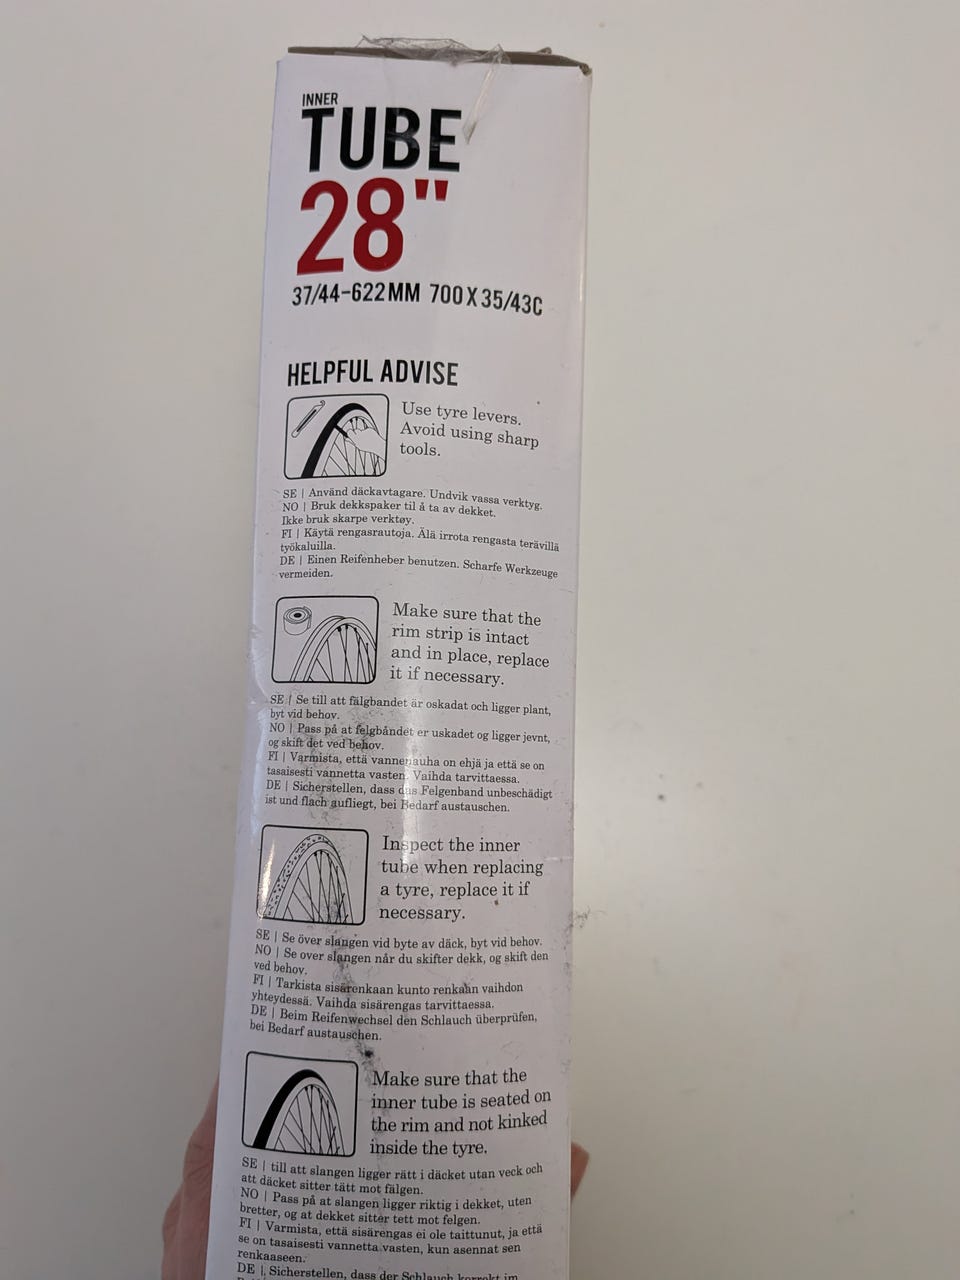 INNER
TUBE
28"
37/44-622MM 700X35/43C
HELPFUL ADVISE
Use tyre levers.
Avoid using sharp
tools.
SE | Använd däckavtagare. Undvik vassa verktyg.
NO | Bruk dekkspaker til å ta av dekket.
Ikke bruk skarpe verktøy.
FI | Käytä rengasrautoja. Älä irrota rengasta terävillä
työkaluilla.
DE | Einen Reifenheber benutzen. Scharfe Werkzeuge
vermeiden.
Make sure that the
rim strip is intact
and in place, replace
it if necessary.
SE | Se till att fälgbandet är oskadat och ligger plant,
byt vid behov.
NO | Pass på at felgbåndet er uskadet og ligger jevnt,
og skift det ved behov.
FI | Varmista, että vannenauha on ehjä ja että se on
tasaisesti vannetta vasten. Vaihda tarvittaessa.
DE | Sicherstellen, dass das Felgenband unbeschädigt
ist und flach aufliegt, bei Bedarf austauschen.
Inspect the inner
tube when replacing
a tyre, replace it if
necessary.
SE | Se över slangen vid byte av däck, byt vid behov.
NO | Se over slangen når du skifter dekk, og skift den
ved behov.
FI | Tarkista sisärenkaan kunto renkaan vaihdon
yhteydessä. Vaihda sisärengas tarvittaessa.
DE | Beim Reifenwechsel den Schlauch überprüfen,
bei Bedarf austauschen.
Make sure that the
inner tube is seated on
the rim and not kinked
inside the tyre.
SE | till att slangen ligger rätt i däcket utan veck och
att däcket sitter tätt mot fälgen.
NO | Pass på at slangen ligger riktig i dekket, uten
bretter, og at dekket sitter tett mot felgen.
FI | Varmista, että sisärengas ei ole taittunut, ja että
se on tasaisesti vannetta vasten, kun asennat sen
renkaaseen.
DE | Sicherstellen, dass der Schlauch korrekt im